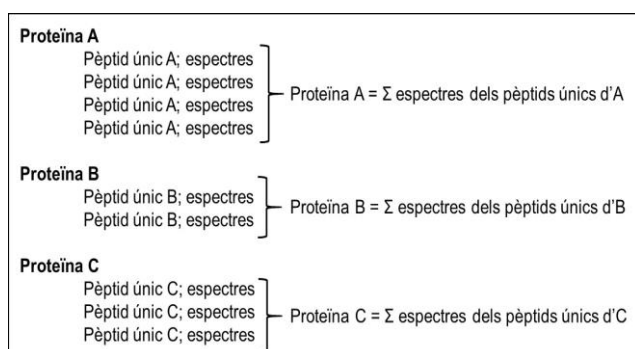 Proteïna A
Pèptid únic A; espectres
Pèptid únic A; espectres
Pèptid únic A; espectres
Pèptid únic A; espectres
Proteïna A = Σ espectres dels pèptids únics d'A
Proteïna B
Pèptid únic B; espectres
Pèptid únic B; espectres
Proteïna B = Σ espectres dels pèptids únics d'B
Proteïna C
Pèptid únic C; espectres
Pèptid únic C; espectres
Pèptid únic C; espectres
Proteïna C = Σ espectres dels pèptids únics d'C